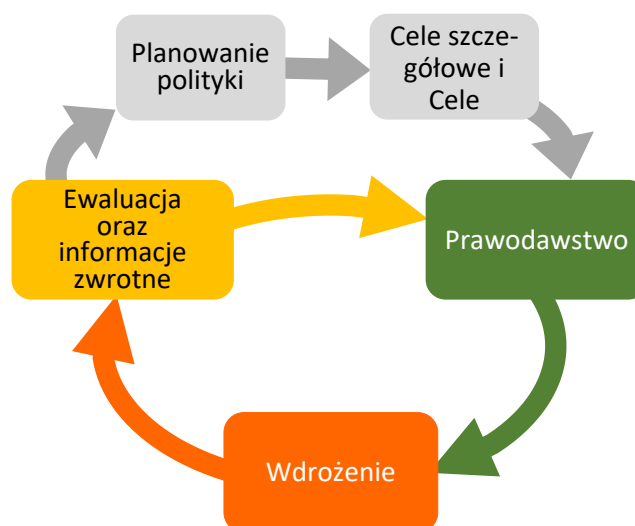 Planowanie
polityki
Cele szcze-
gółowe i
Cele
Ewaluacja
oraz
informacje
zwrotne
Prawodawstwo
Wdrożenie